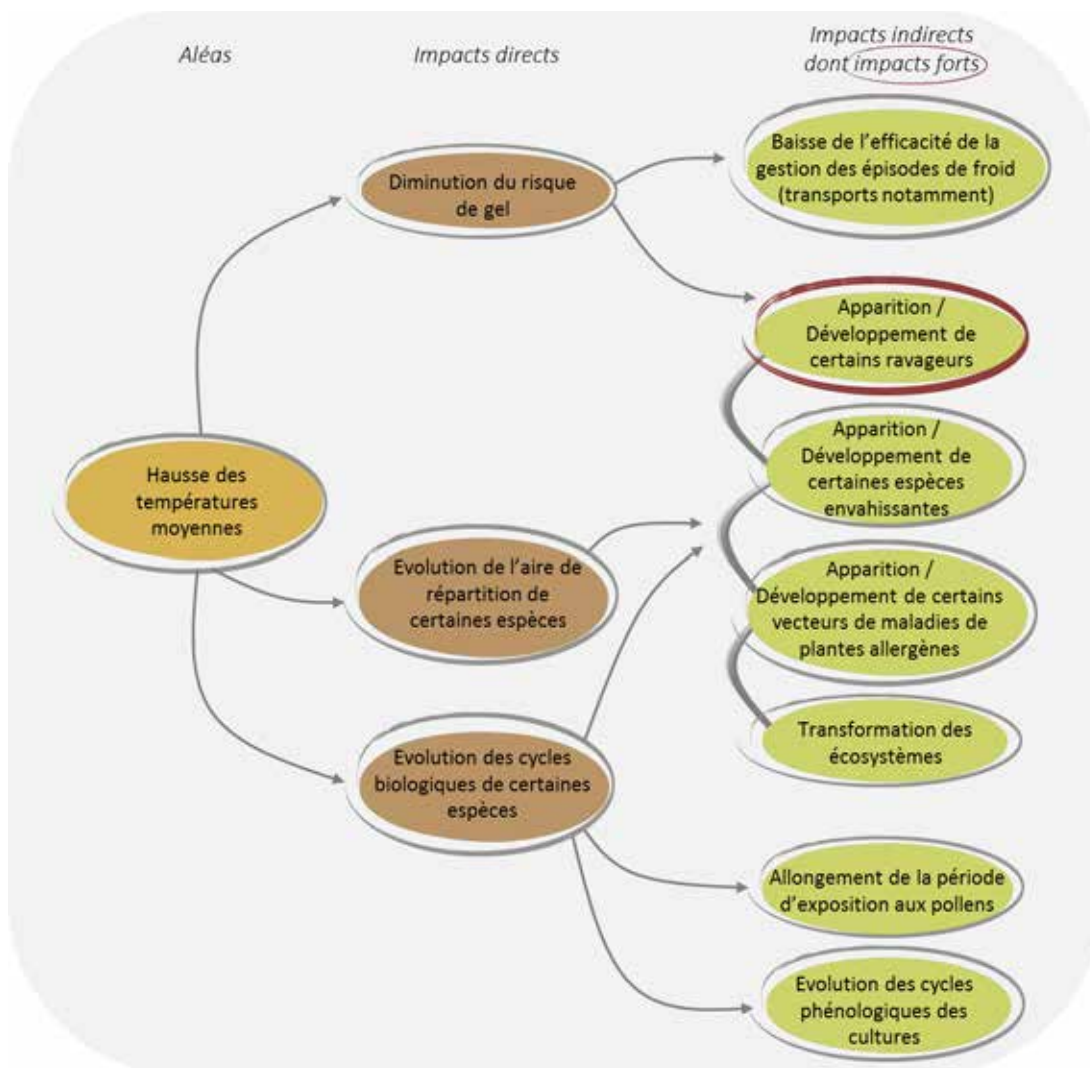 Aléas
Impacts directs
Impacts indirects
dont impacts forts
Baisse de l'efficacité de la
gestion des épisodes de froid
(transports notamment)
Diminution du risque
de gel
Apparition /
Développement de
certains ravageurs
Apparition /
Développement de
certaines espèces
envahissantes
Hausse des
températures
moyennes
Evolution de l'aire de
répartition de
certaines espèces
Apparition /
Développement de certains
vecteurs de maladies de
plantes allergènes
Transformation des
écosystèmes
Evolution des cycles
biologiques de certaines
espèces
Allongement de la période
d'exposition aux pollens
Evolution des cycles
phénologiques des
cultures